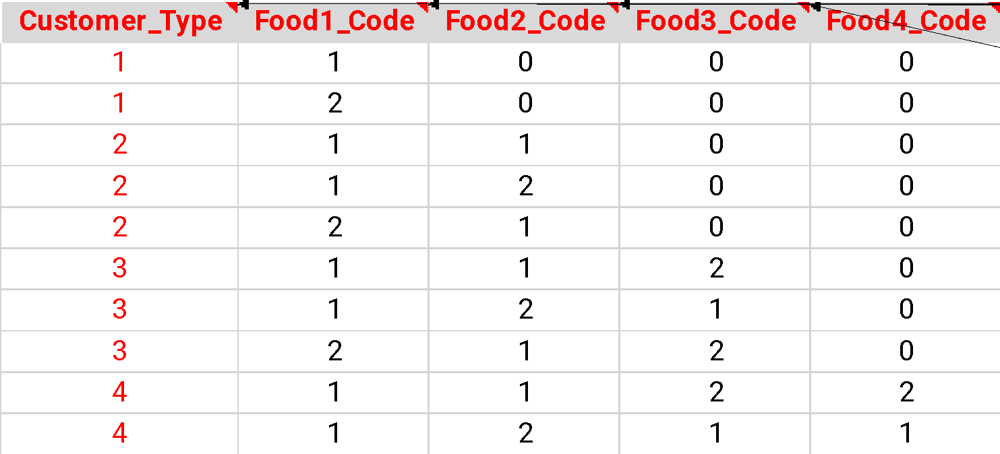 Customer_Type Food1_Code Food2_Code Food3_Code Food4_Code
1 1 0 0 0
1 2 0 0 0
2 1 1 0 0
2 1 2 0 0
2 2 1 0 0
3 1 1 2 0
3 1 2 1 0
3 2 1 2 0
4 1 1 2 2
4 1 2 1 1